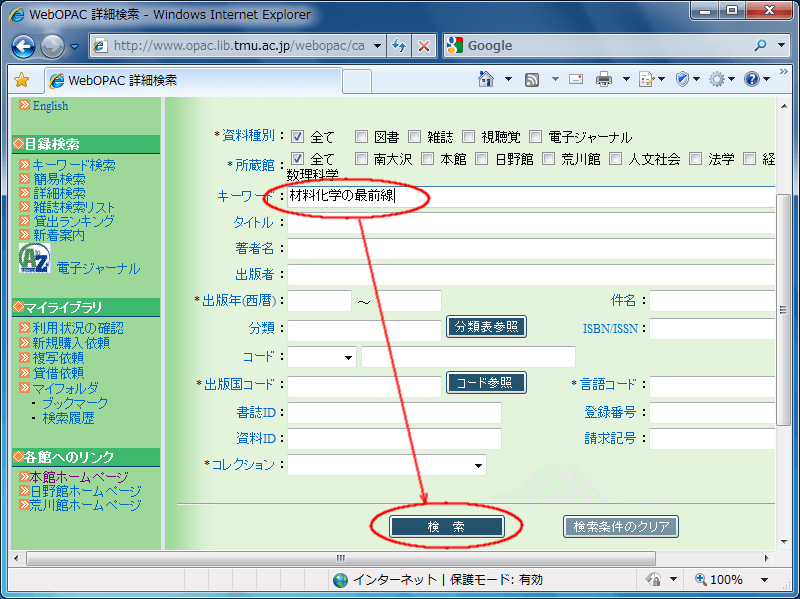 WebOPAC 詳細検索 - Windows Internet Explorer
http://www.opac.lib.tmu.ac.jp/webopac/ca
Google
WebOPAC 詳細検索
English
目録検索
キーワード検索
簡易検索
詳細検索
雑誌検索リスト
貸出ランキング
新着案内
AtoZ 電子ジャーナル
マイライブラリ
利用状況の確認
新規購入依頼
複写依頼
貸借依頼
マイフォルダ
・ブックマーク
・検索履歴
各館へのリンク
本館ホームページ
日野館ホームページ
荒川館ホームページ
*資料種別: 全て 図書 雑誌 視聴覚 電子ジャーナル
*所蔵館: 全て 南大沢 本館 日野館 荒川館 人文社会 法学 経
数理科学
キーワード: 材料化学の最前線
タイトル:
著者名:
出版者:
*出版年(西暦): ～ 件名:
分類: 分類表参照 ISBN/ISSN:
コード:
*出版国コード: コード参照 *言語コード:
書誌ID: 登録番号:
資料ID: 請求記号:
*コレクション:
検 索 検索条件のクリア
インターネット | 保護モード: 有効 100%